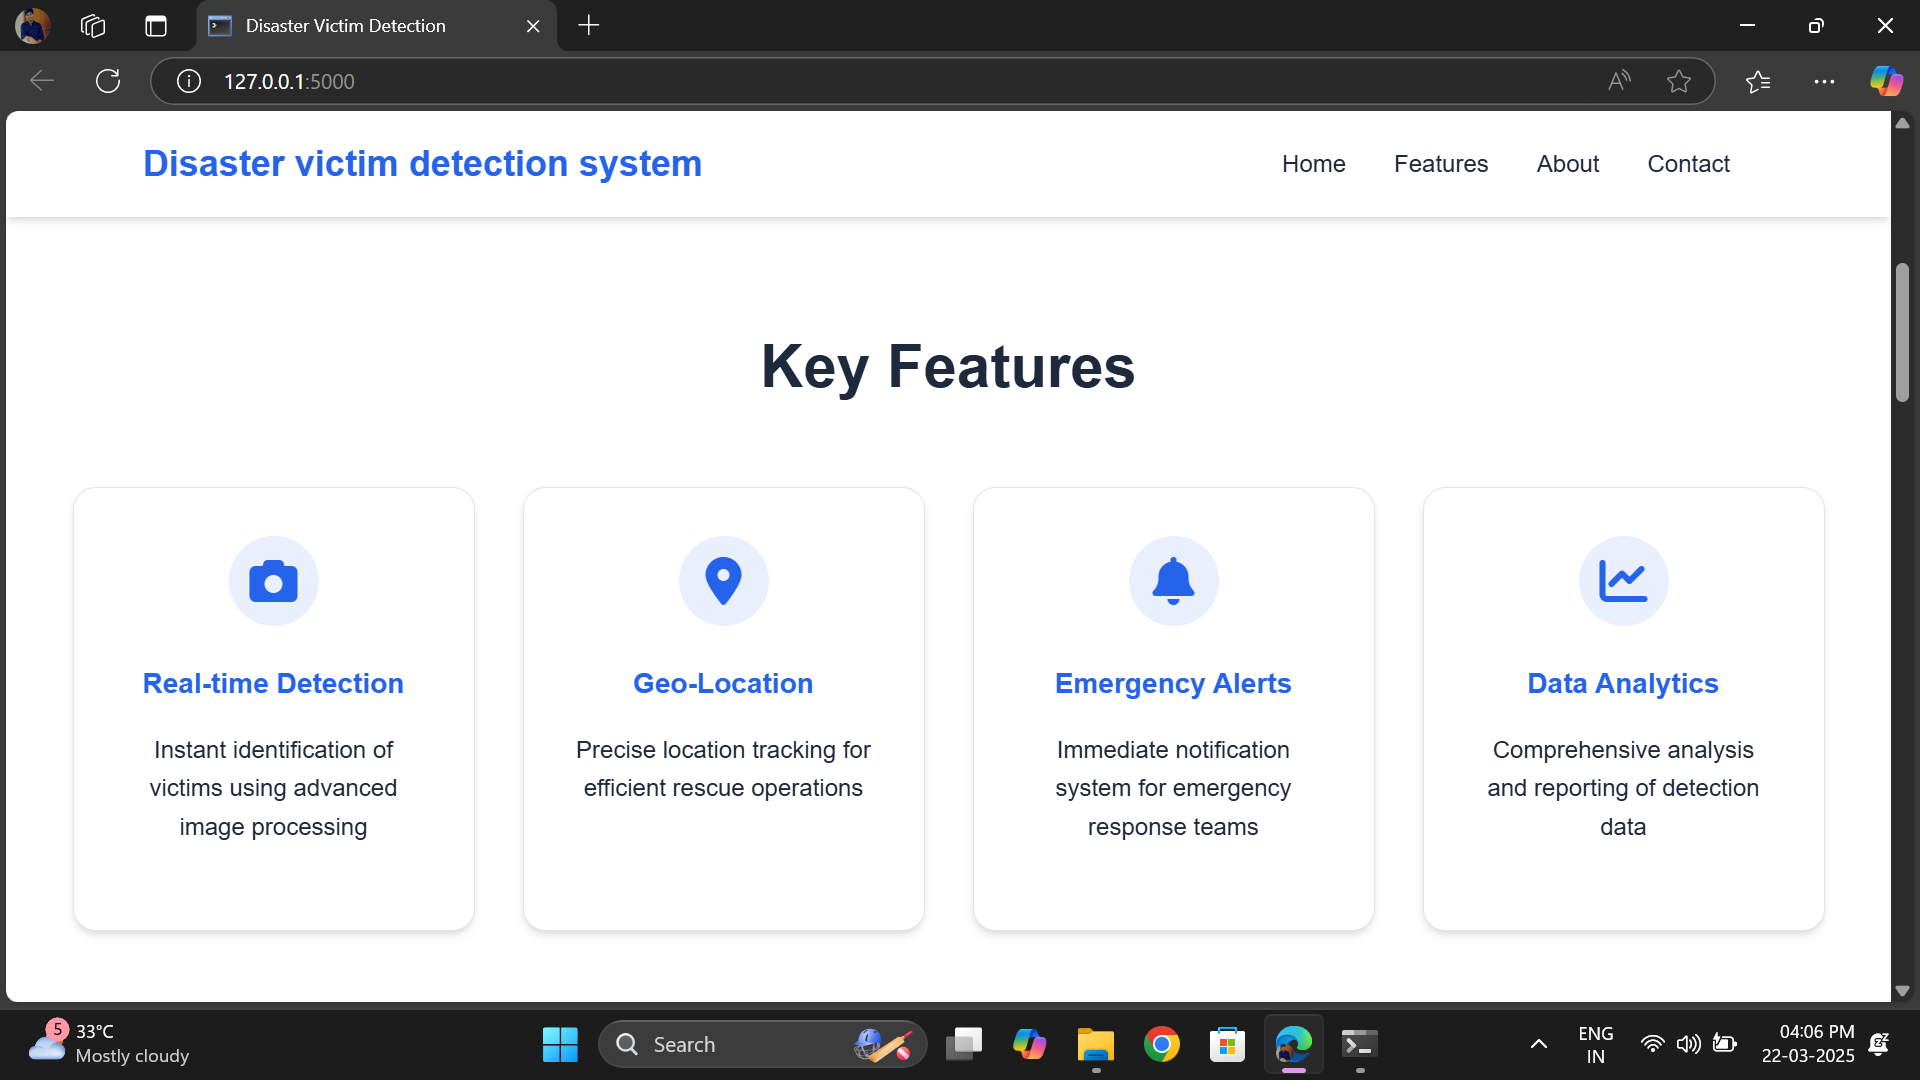 Disaster Victim Detection
127.0.0.1:5000
Disaster victim detection system
Home
Features
About
Contact
Key Features
Real-time Detection
Instant identification of
victims using advanced
image processing
Geo-Location
Precise location tracking for
efficient rescue operations
Emergency Alerts
Immediate notification
system for emergency
response teams
Data Analytics
Comprehensive analysis
and reporting of detection
data
5
33°C
Mostly cloudy
Search
ENG
IN
04:06 PM
22-03-2025